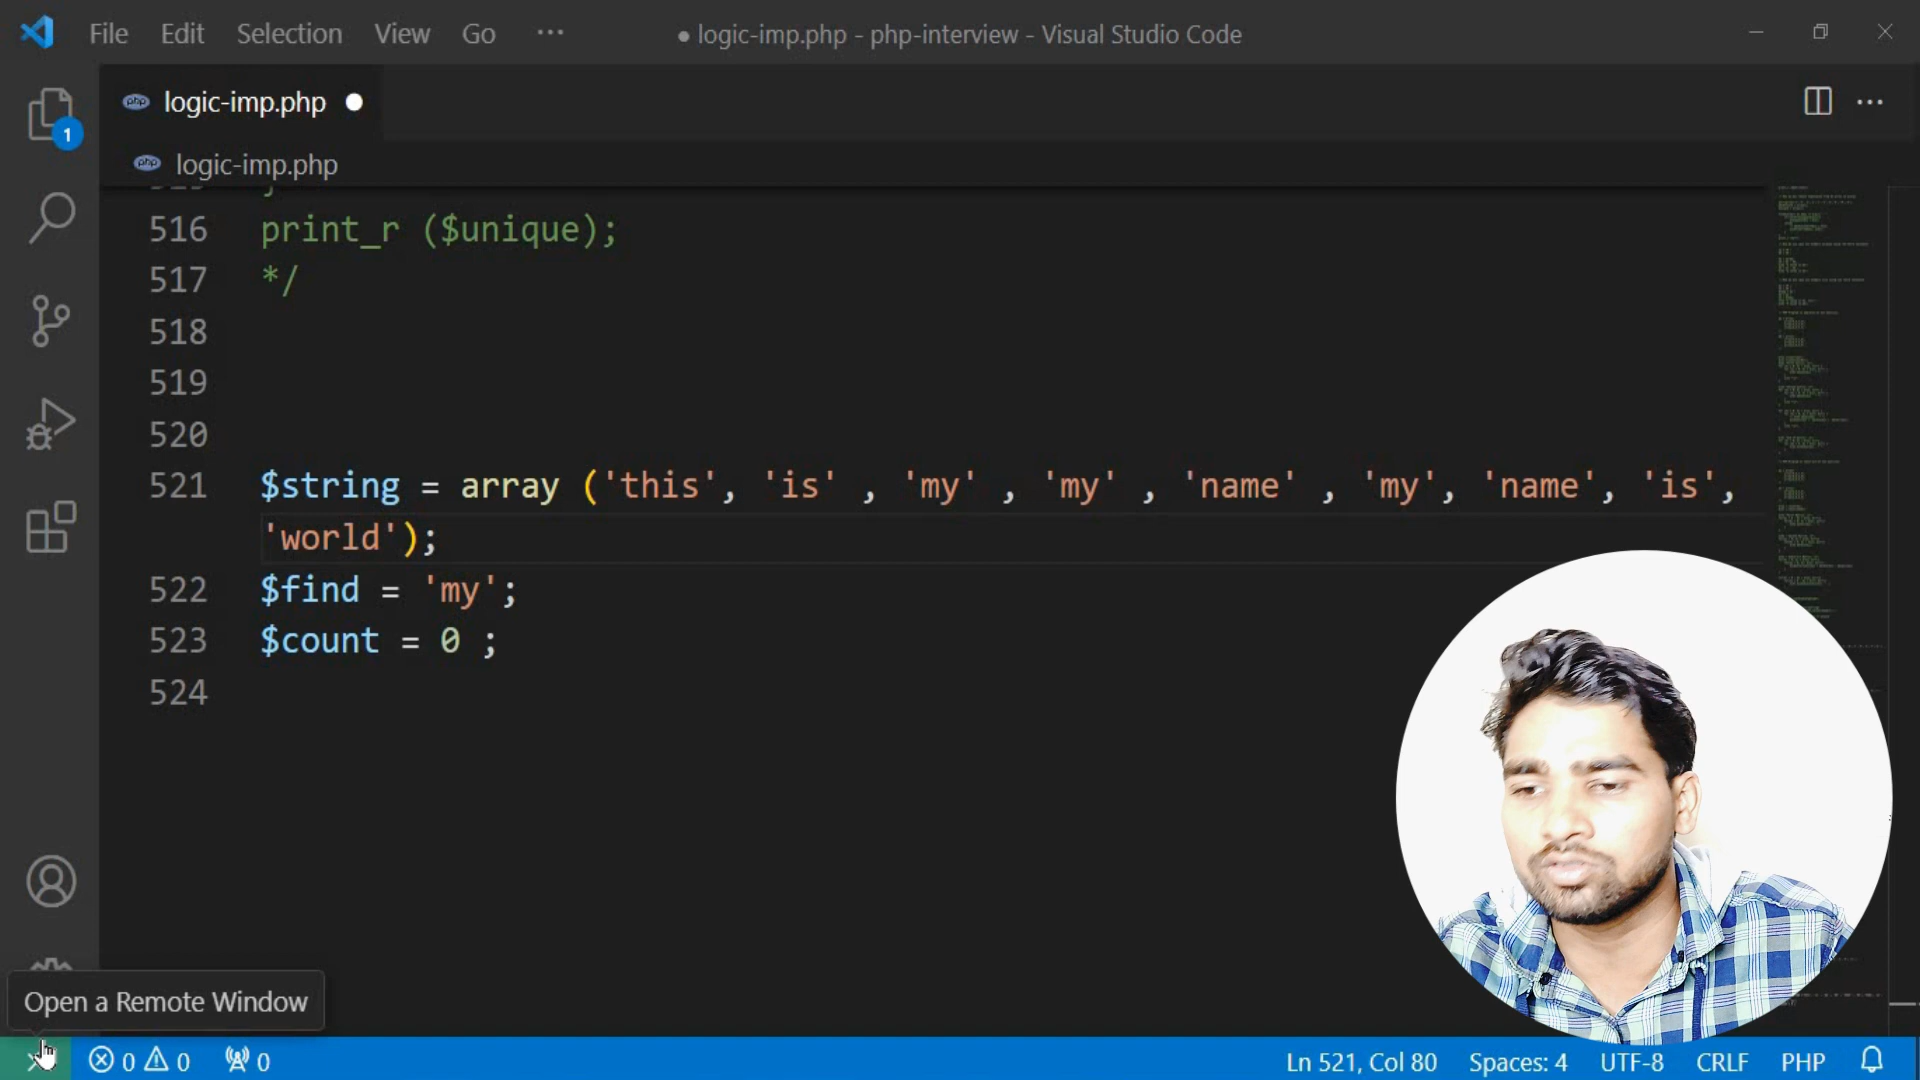 File Edit Selection View Go ··· ● logic-imp.php - php-interview - Visual Studio Code
php logic-imp.php ●
1
php logic-imp.php
516 print_r ($unique);
517 */
518
519
520
521 $string = array ('this', 'is' , 'my' , 'my' , 'name' , 'my', 'name', 'is',
'world');
522 $find = 'my';
523 $count = 0 ;
524
Open a Remote Window
0 0 0 Ln 521, Col 80 Spaces: 4 UTF-8 CRLF PHP